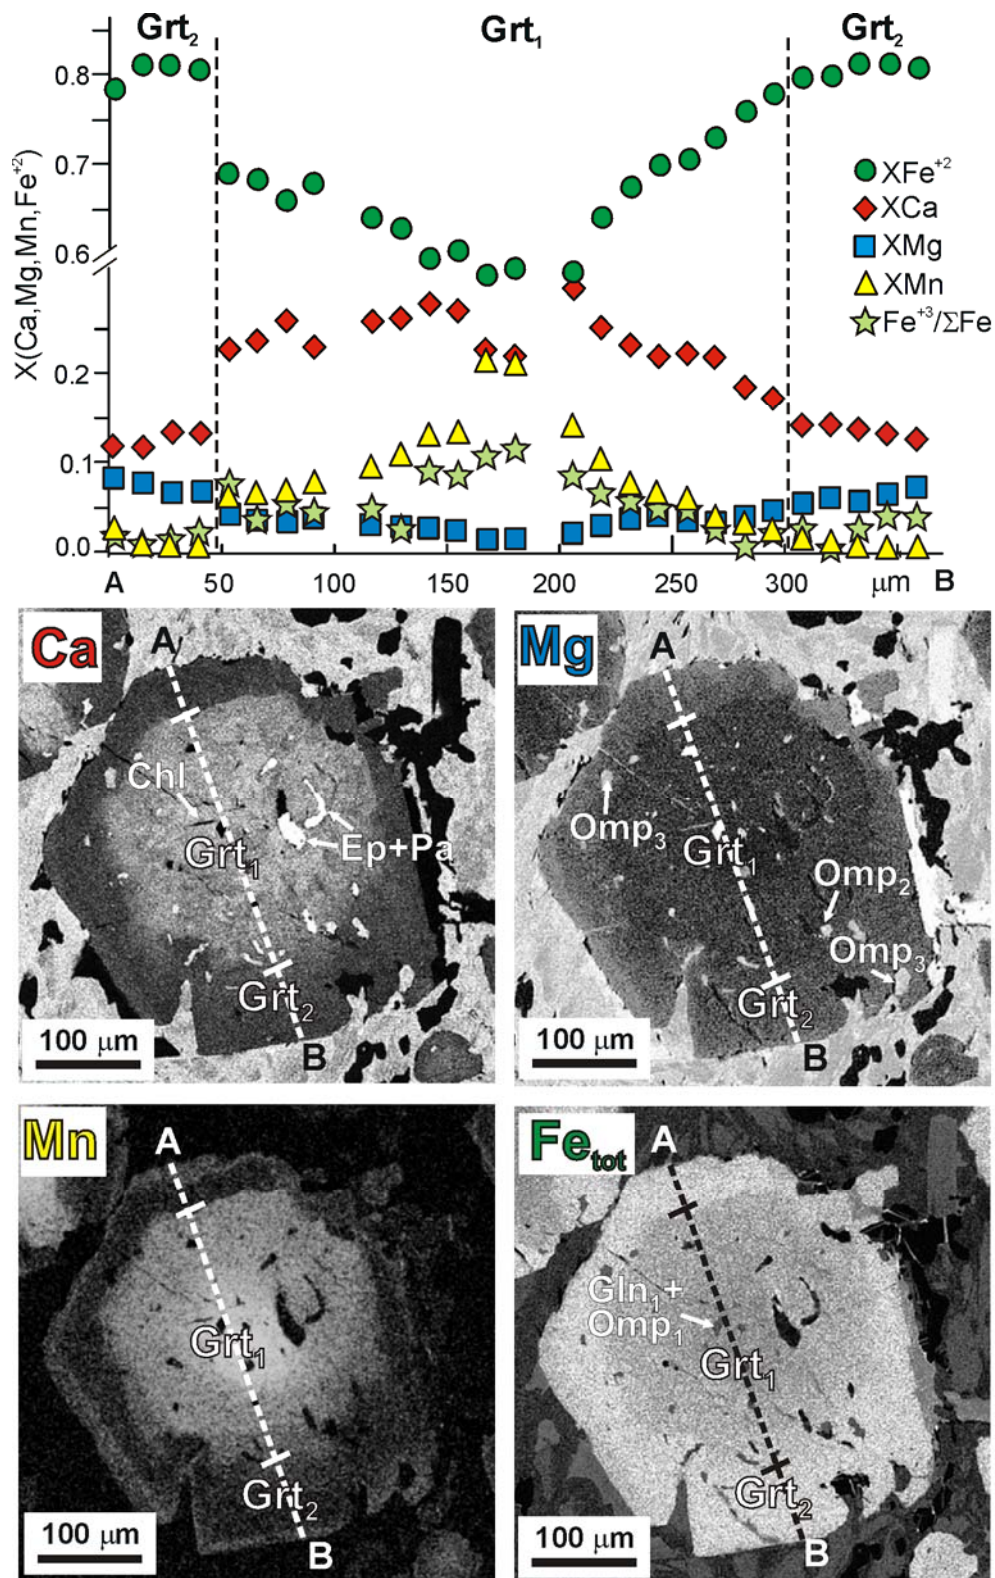 Grt₂ Grt₁ Grt₂
X(Ca,Mg,Mn,Fe⁺²)
0.8
0.7
0.6
0.2
0.1
0.0
XFe⁺²
XCa
XMg
XMn
Fe⁺³/ΣFe
A 50 100 150 200 250 300 μm B
Ca
A
Chl
Grt₁
Ep+Pa
Grt₂
100 μm
B
Mg
A
Omp₃
Grt₁
Omp₂
Omp₃
Grt₂
100 μm
B
Mn
A
Grt₁
Grt₂
100 μm
B
Fe_tot
A
Gln₁+
Omp₁
Grt₁
Grt₂
100 μm
B